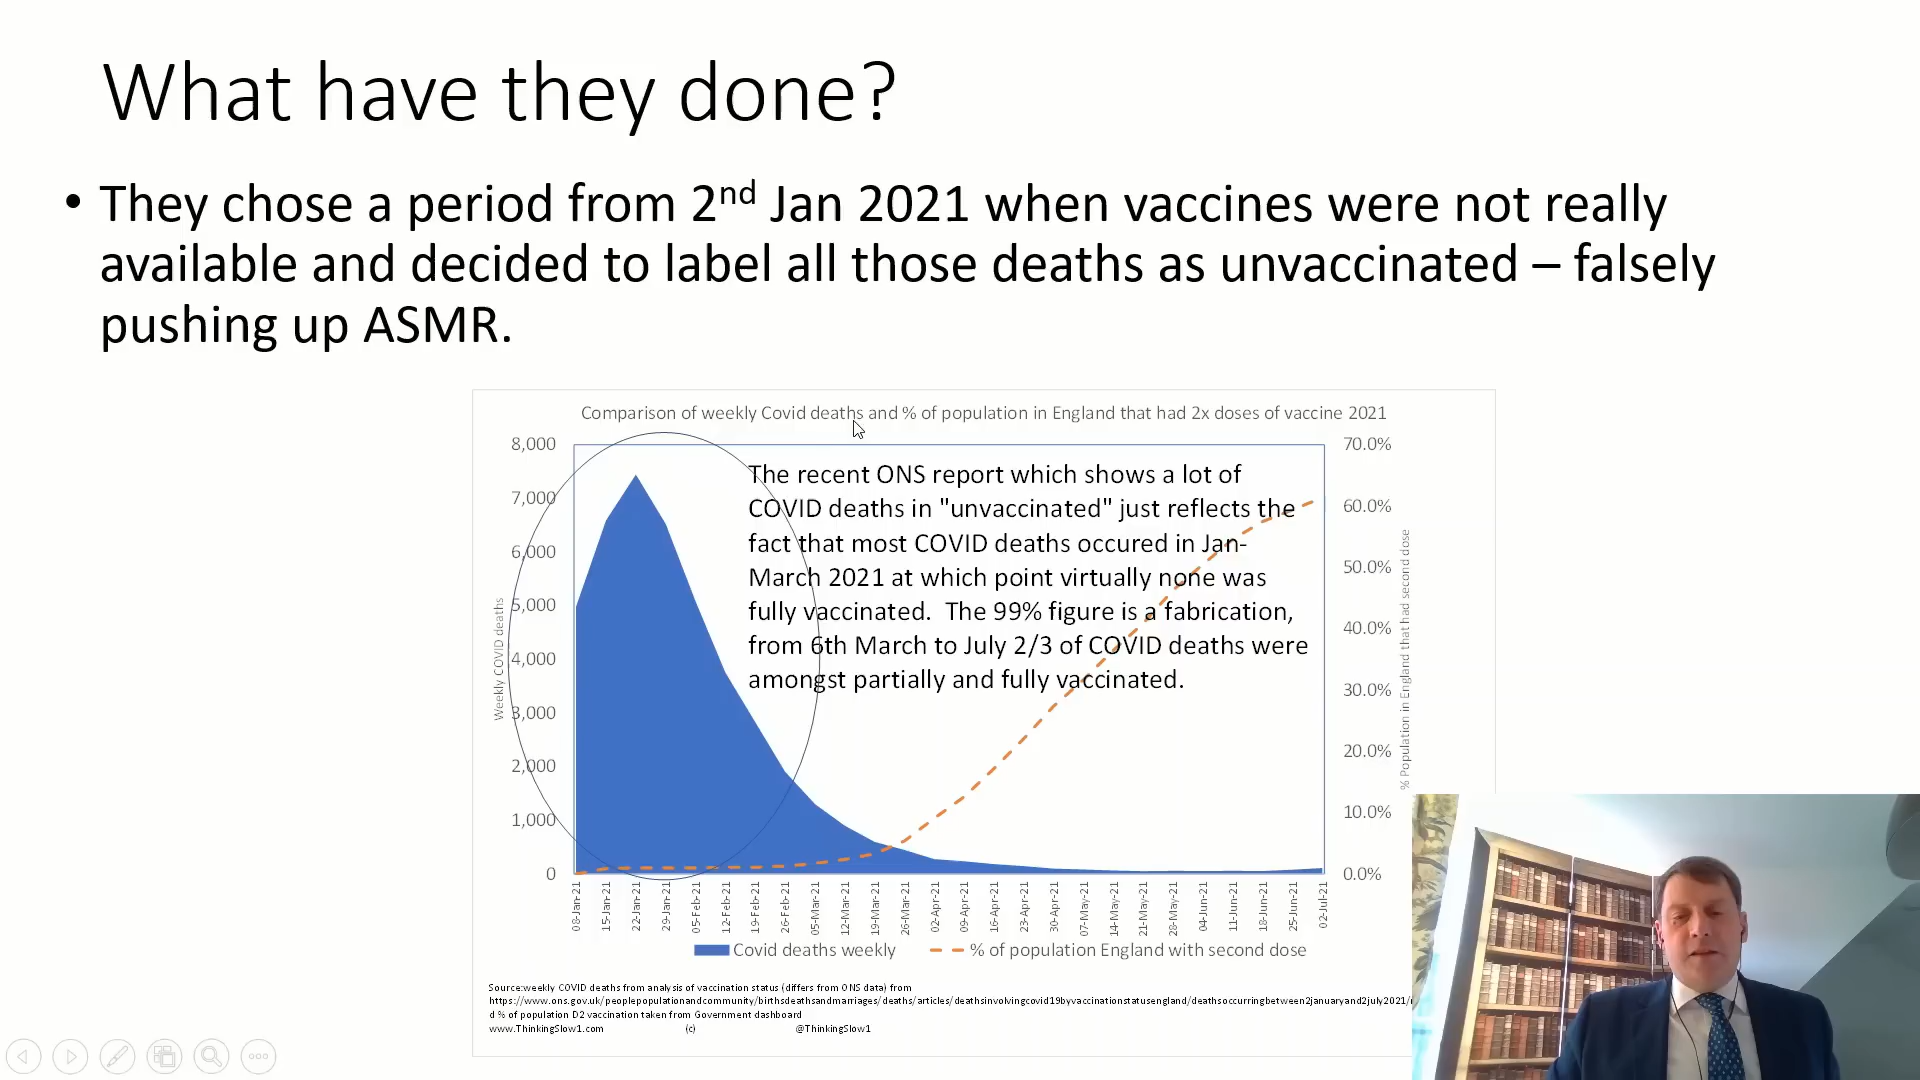 What have they done?
• They chose a period from 2nd Jan 2021 when vaccines were not really
available and decided to label all those deaths as unvaccinated – falsely
pushing up ASMR.
Comparison of weekly Covid deaths and % of population in England that had 2x doses of vaccine 2021
8,000
7,000
6,000
5,000
4,000
3,000
2,000
1,000
0
Weekly COVID deaths
The recent ONS report which shows a lot of
COVID deaths in "unvaccinated" just reflects the
fact that most COVID deaths occured in Jan-
March 2021 at which point virtually none was
fully vaccinated. The 99% figure is a fabrication,
from 6th March to July 2/3 of COVID deaths were
amongst partially and fully vaccinated.
70.0%
60.0%
50.0%
40.0%
30.0%
20.0%
10.0%
0.0%
% Population in England that had second dose
08-Jan-21
15-Jan-21
22-Jan-21
29-Jan-21
05-Feb-21
12-Feb-21
19-Feb-21
26-Feb-21
05-Mar-21
12-Mar-21
19-Mar-21
26-Mar-21
02-Apr-21
09-Apr-21
16-Apr-21
23-Apr-21
30-Apr-21
07-May-21
14-May-21
21-May-21
28-May-21
04-Jun-21
11-Jun-21
18-Jun-21
25-Jun-21
02-Jul-21
Covid deaths weekly
% of population England with second dose
Source:weekly COVID deaths from analysis of vaccination status (differs from ONS data) from
https://www.ons.gov.uk/peoplepopulationandcommunity/birthsdeathsandmarriages/deaths/articles/deathsinvolvingcovid19byvaccinationstatusengland/deathsoccurringbetween2januaryand2july2021/
d % of population D2 vaccination taken from Government dashboard
www.ThinkingSlow1.com (c) @ThinkingSlow1